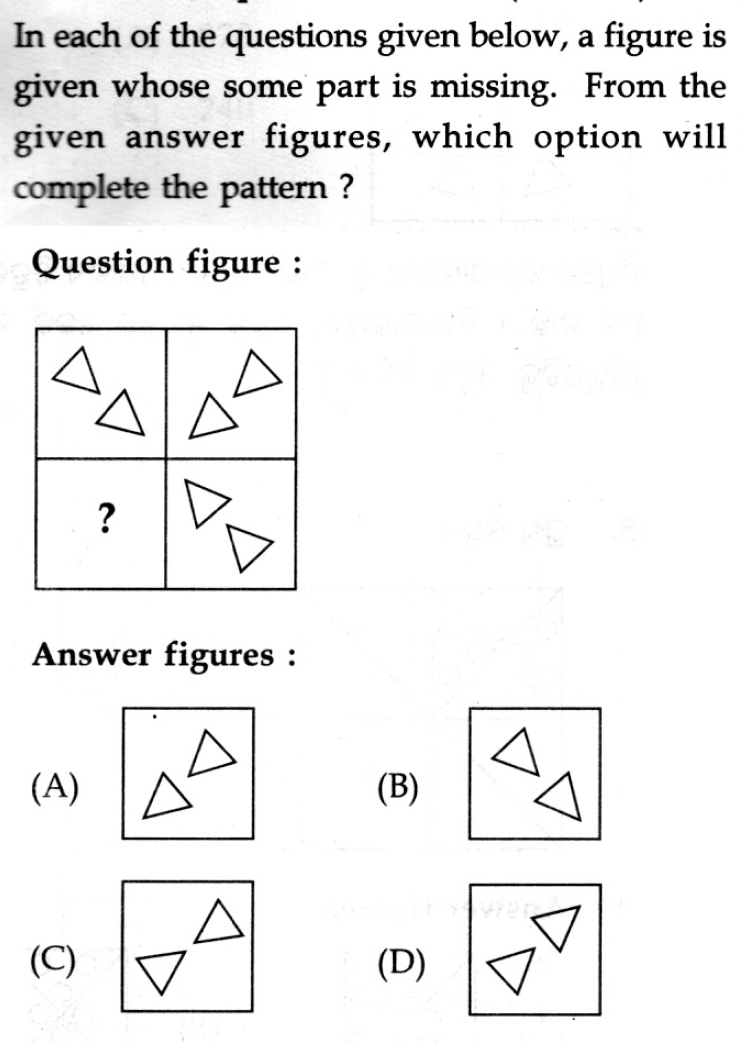 In each of the questions given below, a figure is
given whose some part is missing. From the
given answer figures, which option will
complete the pattern ?
Question figure :
?
Answer figures :
(A) (B)
(C) (D)